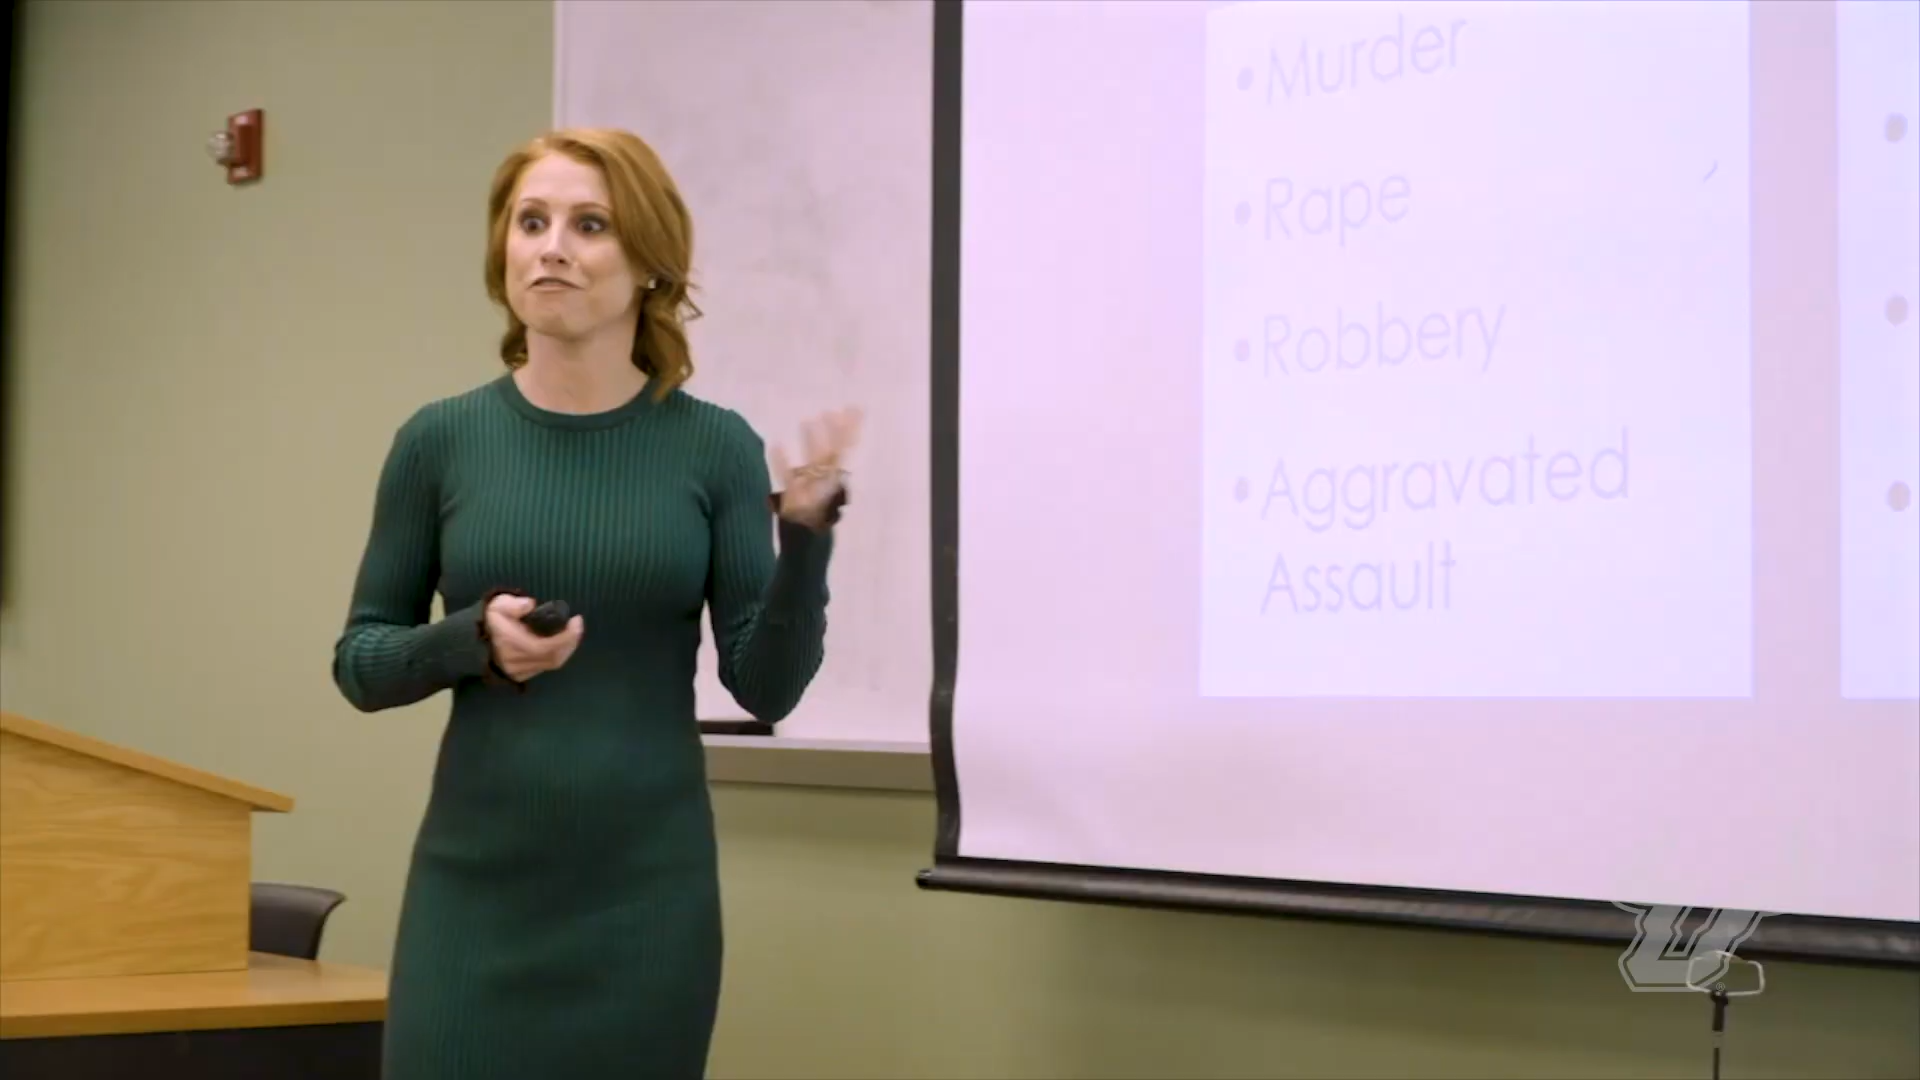 • Murder
• Rape
• Robbery
• Aggravated
Assault